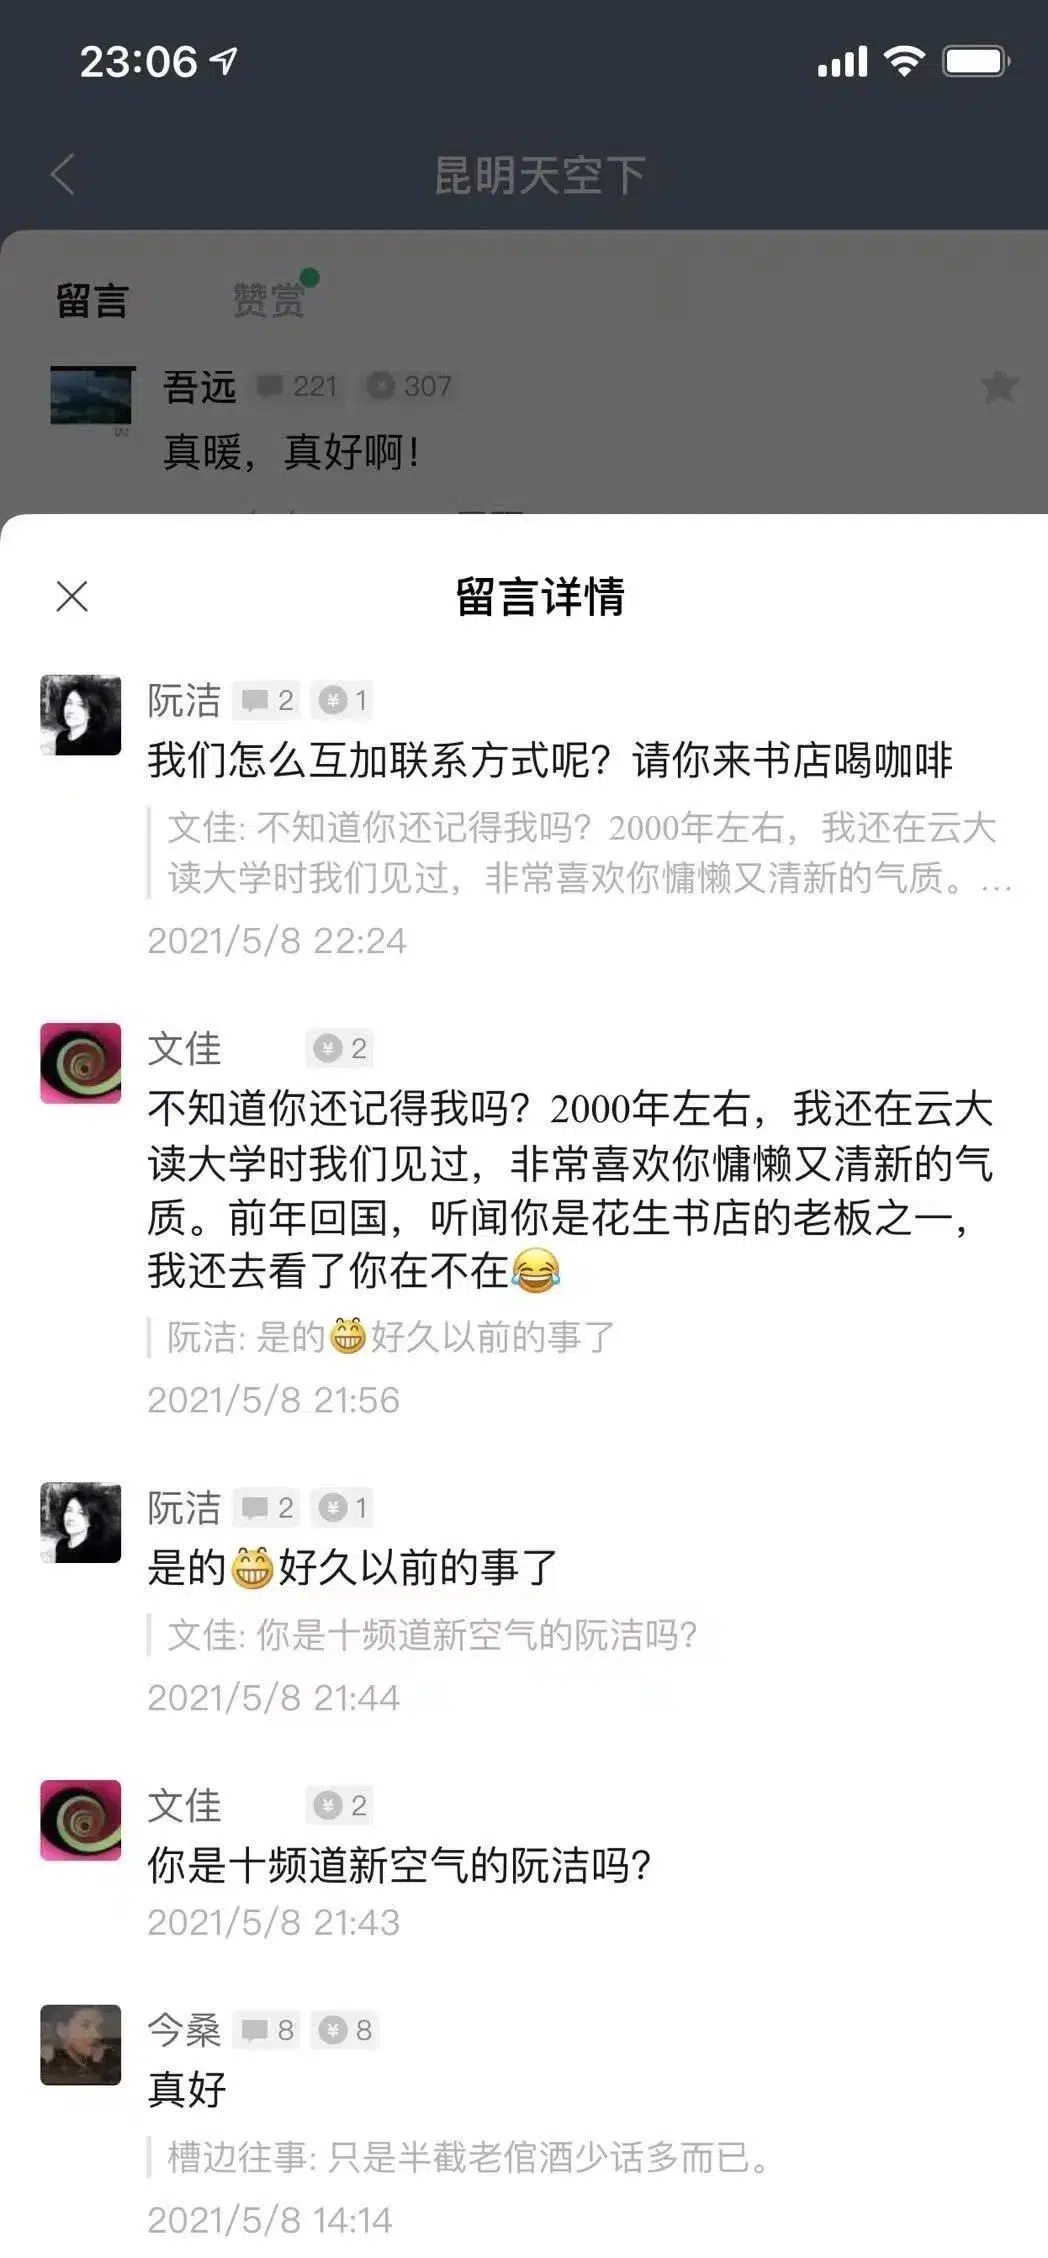 23:06
昆明天空下
留言 赞赏
吾远 221 307
真暖，真好啊！
留言详情
阮洁 2 1
我们怎么互加联系方式呢？请你来书店喝咖啡
文佳: 不知道你还记得我吗？2000年左右，我还在云大
读大学时我们见过，非常喜欢你慵懒又清新的气质。…
2021/5/8 22:24
文佳 2
不知道你还记得我吗？2000年左右，我还在云大
读大学时我们见过，非常喜欢你慵懒又清新的气
质。前年回国，听闻你是花生书店的老板之一，
我还去看了你在不在😂
阮洁: 是的😁好久以前的事了
2021/5/8 21:56
阮洁 2 1
是的😁好久以前的事了
文佳: 你是十频道新空气的阮洁吗？
2021/5/8 21:44
文佳 2
你是十频道新空气的阮洁吗？
2021/5/8 21:43
今桑 8 8
真好
槽边往事: 只是半截老倌酒少话多而已。
2021/5/8 14:14